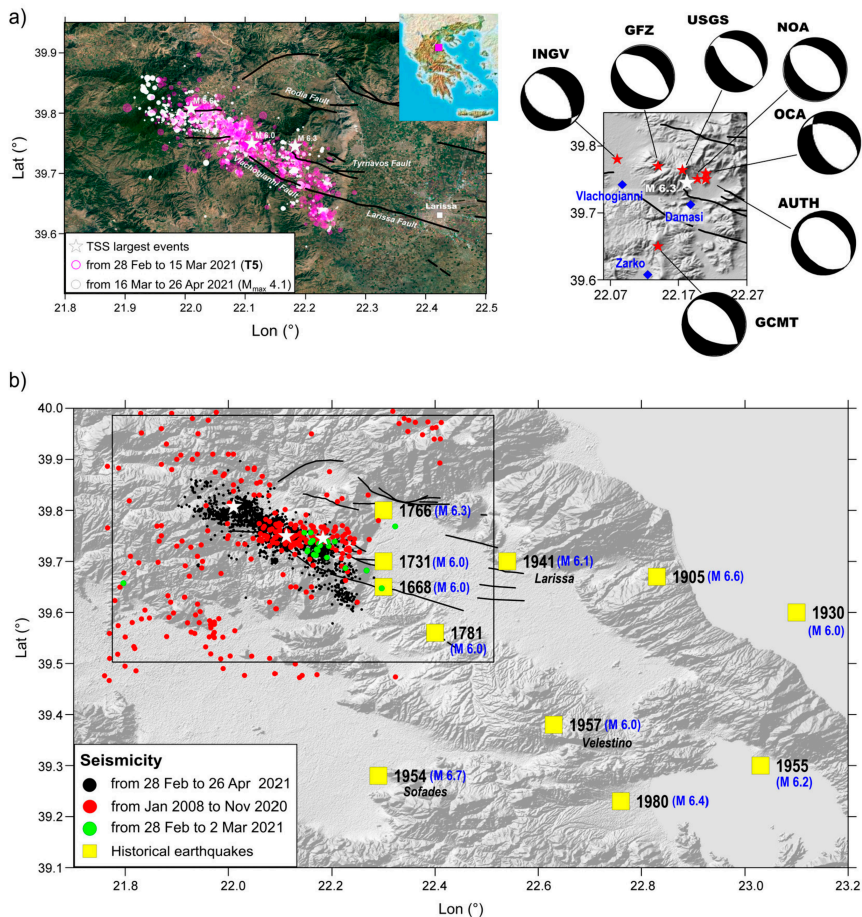 a)
40.0
39.9
39.8
39.7
39.6
Lat (°)
Rodia Fault
M 5.6
M 6.0
M 6.3
Tyrnavos Fault
Vlachogianni Fault
Larissa
Larissa Fault
TSS largest events
from 28 Feb to 15 Mar 2021 (T5)
from 16 Mar to 26 Apr 2021 (Mmax 4.1)
21.8 21.9 22.0 22.1 22.2 22.3 22.4 22.5
Lon (°)
INGV
GFZ
USGS
NOA
OCA
AUTH
GCMT
39.8
39.7
39.6
M 6.3
Vlachogianni
Damasi
Zarko
22.07 22.17 22.27
b)
40.0
39.9
39.8
39.7
39.6
39.5
39.4
39.3
39.2
39.1
Lat (°)
1766 (M 6.3)
1731 (M 6.0)
1941 (M 6.1)
Larissa
1668 (M 6.0)
1905 (M 6.6)
1930
(M 6.0)
1781
(M 6.0)
1957 (M 6.0)
Velestino
1954 (M 6.7)
Sofades
1955
(M 6.2)
1980 (M 6.4)
Seismicity
from 28 Feb to 26 Apr 2021
from Jan 2008 to Nov 2020
from 28 Feb to 2 Mar 2021
Historical earthquakes
21.8 22.0 22.2 22.4 22.6 22.8 23.0 23.2
Lon (°)